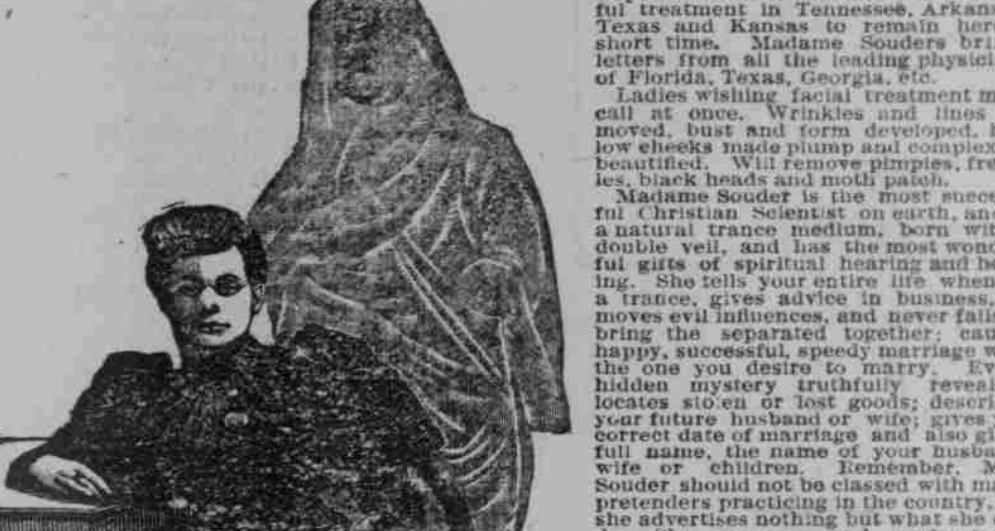 ful treatment in Tennessee, Arkans
Texas and Kansas to remain her
short time. Madame Souders bri
letters from all the leading physici
of Florida, Texas, Georgia, etc.
Ladies wishing facial treatment m
call at once. Wrinkles and lines
moved, bust and form developed, h
low cheeks made plump and complex
beautified. Will remove pimples, fre
les, black heads and moth patch.
Madame Souder is the most succe
ful Christian Scientist on earth, an
a natural trance medium, born wit
double veil, and has the most wond
ful gifts of spiritual hearing and he
ing. She tells your entire life when
a trance, gives advice in business,
moves evil influences, and never fails
bring the separated together; cau
happy, successful, speedy marriage w
the one you desire to marry. Ev
hidden mystery truthfully reveal
locates stolen or lost goods; descri
your future husband or wife; gives
correct date of marriage and also gi
full name, the name of your husba
wife or children. Remember, M
Souder should not be classed with ma
pretenders practicing in the country,
she advertises nothing but what she